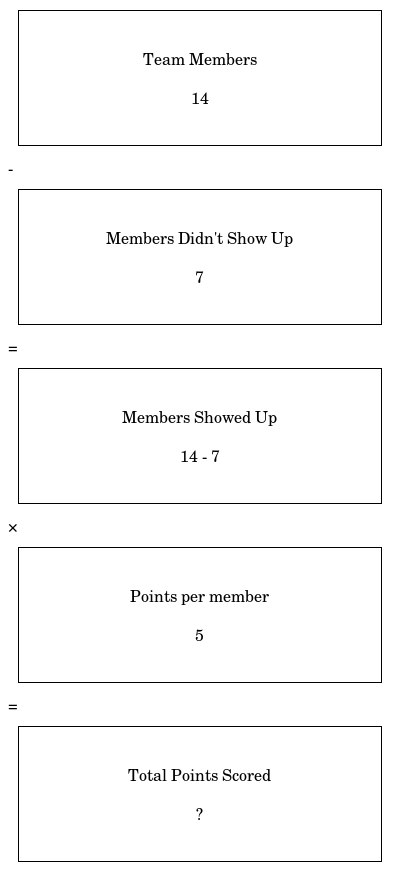 Team Members
14
-
Members Didn't Show Up
7
=
Members Showed Up
14 - 7
×
Points per member
5
=
Total Points Scored
?